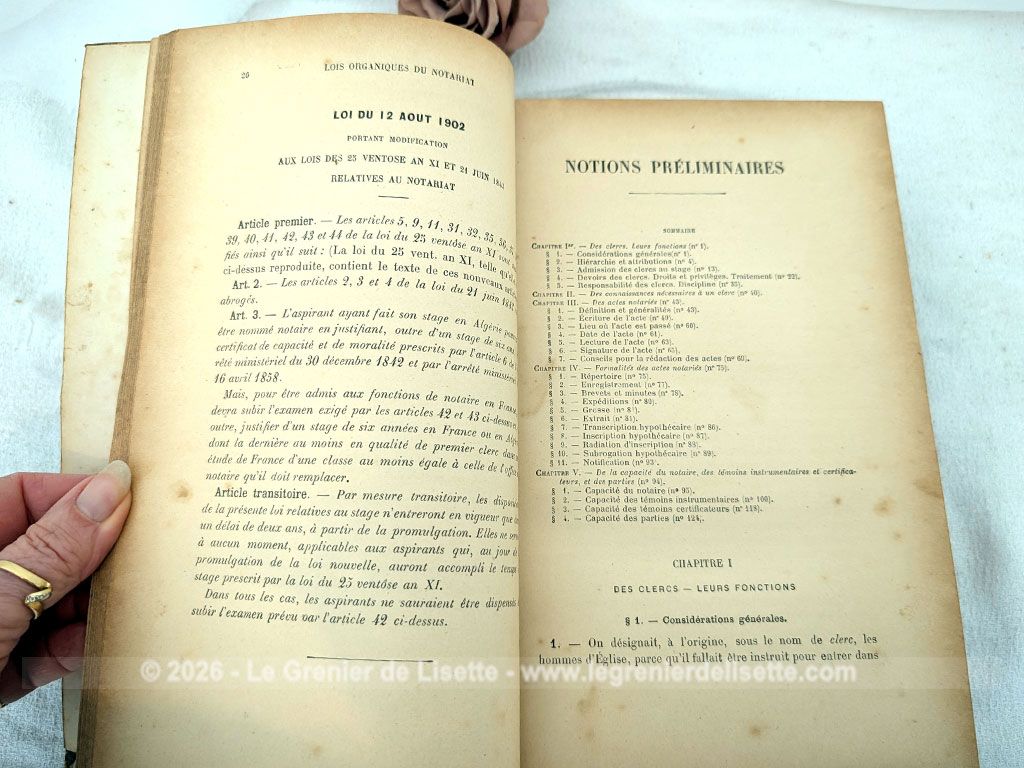 20
LOIS ORGANIQUES DU NOTARIAT
LOI DU 12 AOUT 1902
PORTANT MODIFICATION
AUX LOIS DES 25 VENTOSE AN XI ET 21 JUIN 1843
RELATIVES AU NOTARIAT
Article premier. — Les articles 5, 9, 11, 31, 32, 35, 36,
39, 40, 41, 42, 43 et 44 de la loi du 25 ventôse an XI sont
fiés ainsi qu'il suit : (La loi du 25 vent. an XI, telle qu'elle
ci-dessus reproduite, contient le texte de ces nouveaux
Art. 2. — Les articles 2, 3 et 4 de la loi du 21 juin
abrogés.
Art. 3. — L'aspirant ayant fait son stage en Algérie
être nommé notaire en justifiant, outre d'un stage de six ans
certificat de capacité et de moralité prescrits par l'article 6 de
rêté ministériel du 30 décembre 1842 et par l'arrêté
16 avril 1858.
Mais, pour être admis aux fonctions de notaire en France
devra subir l'examen exigé par les articles 42 et 43 ci-dessus
outre, justifier d'un stage de six années en France ou en
dont la dernière au moins en qualité de premier clerc dans
étude de France d'une classe au moins égale à celle de l'office
notaire qu'il doit remplacer.
Article transitoire. — Par mesure transitoire, les
de la présente loi relatives au stage n'entreront en vigueur que
un délai de deux ans, à partir de la promulgation. Elles ne
à aucun moment, applicables aux aspirants qui, au jour de
promulgation de la loi nouvelle, auront accompli le temps
stage prescrit par la loi du 25 ventôse an XI.
Dans tous les cas, les aspirants ne sauraient être dispensés
subir l'examen prévu par l'article 42 ci-dessus.
NOTIONS PRÉLIMINAIRES
SOMMAIRE
CHAPITRE Ier. — Des clercs. Leurs fonctions (n° 1).
§ 1. — Considérations générales (n° 1).
§ 2. — Hiérarchie et attributions (n° 4).
§ 3. — Admission des clercs au stage (n° 13).
§ 4. — Devoirs des clercs. Droits et privilèges. Traitement (n° 22).
§ 5. — Responsabilité des clercs. Discipline (n° 35).
CHAPITRE II. — Des connaissances nécessaires à un clerc (n° 40).
CHAPITRE III. — Des actes notariés (n° 43).
§ 1. — Définition et généralités (n° 43).
§ 2. — Ecriture de l'acte (n° 49).
§ 3. — Lieu où l'acte est passé (n° 60).
§ 4. — Date de l'acte (n° 61).
§ 5. — Lecture de l'acte (n° 63).
§ 6. — Signature de l'acte (n° 65).
§ 7. — Conseils pour la rédaction des actes (n° 69).
CHAPITRE IV. — Formalités des actes notariés (n° 75).
§ 1. — Répertoire (n° 75).
§ 2. — Enregistrement (n° 77).
§ 3. — Brevets et minutes (n° 78).
§ 4. — Expéditions (n° 80).
§ 5. — Grosse (n° 81)
§ 6. — Extrait (n° 85).
§ 7. — Transcription hypothécaire (n° 86).
§ 8. — Inscription hypothécaire (n° 87).
§ 9. — Radiation d'inscription (n° 88).
§ 10. — Subrogation hypothécaire (n° 89).
§ 11. — Notification (n° 93).
CHAPITRE V. — De la capacité du notaire, des témoins instrumentaires et certifica-
teurs, et des parties (n° 94).
§ 1. — Capacité du notaire (n° 95).
§ 2. — Capacité des témoins instrumentaires (n° 100).
§ 3. — Capacité des témoins certificateurs (n° 118).
§ 4. — Capacité des parties (n° 124).
CHAPITRE I
DES CLERCS — LEURS FONCTIONS
§ 1. — Considérations générales.
1. — On désignait, à l'origine, sous le nom de clerc, les
hommes d'Église, parce qu'il fallait être instruit pour entrer dans
© 2026 - Le Grenier de Lisette - www.legrenierdelisette.com